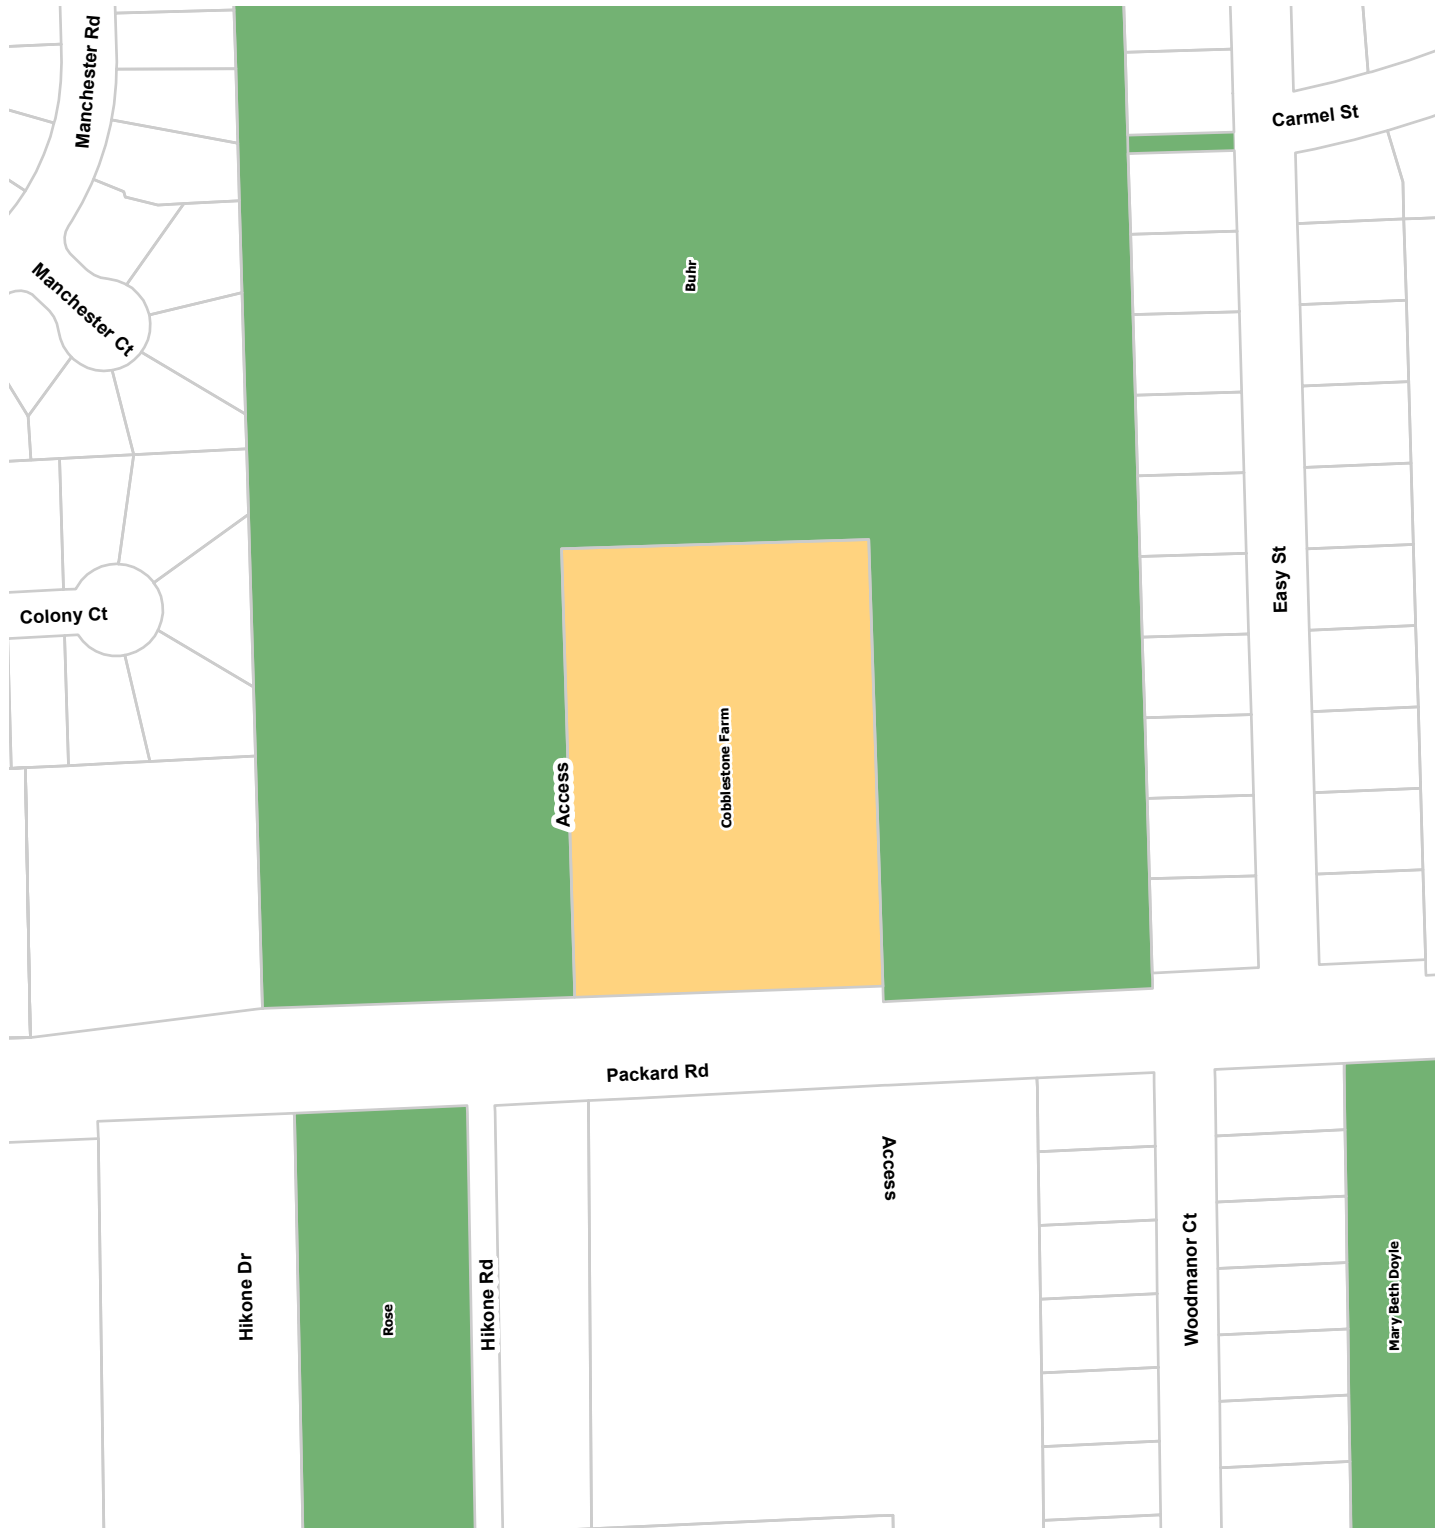 Manchester Rd
Carmel St
Buhr
Manchester Ct
Easy St
Colony Ct
Cobblestone Farm
Access
Packard Rd
Access
Hikone Dr
Rose
Hikone Rd
Woodmanor Ct
Mary Beth Doyle